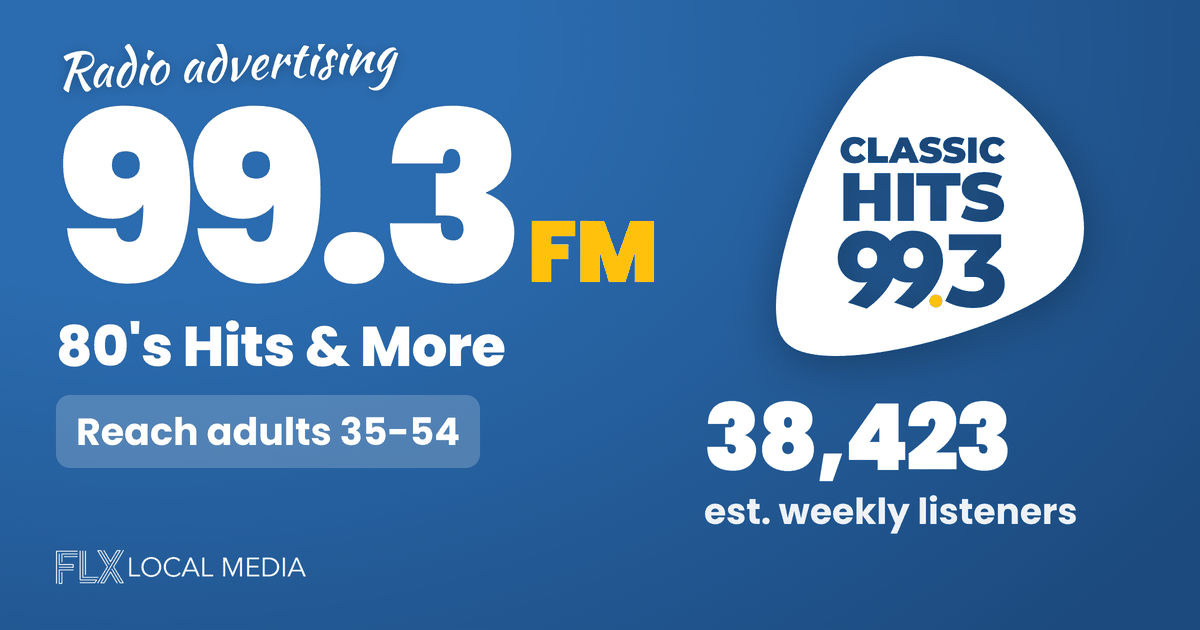 Radio advertising
99.3 FM
80's Hits & More
Reach adults 35-54
FLX LOCAL MEDIA
CLASSIC
HITS
99.3
38,423
est. weekly listeners